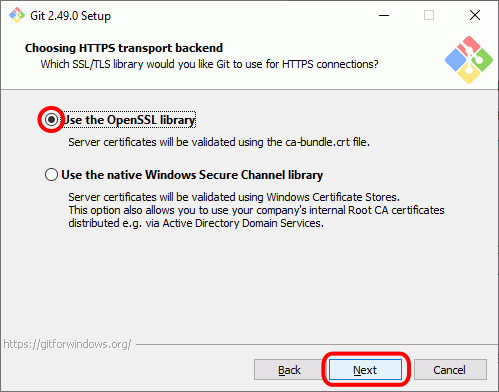 Git 2.49.0 Setup
Choosing HTTPS transport backend
Which SSL/TLS library would you like Git to use for HTTPS connections?
Use the OpenSSL library
Server certificates will be validated using the ca-bundle.crt file.
Use the native Windows Secure Channel library
Server certificates will be validated using Windows Certificate Stores.
This option also allows you to use your company's internal Root CA certificates
distributed e.g. via Active Directory Domain Services.
https://gitforwindows.org/
Back Next Cancel